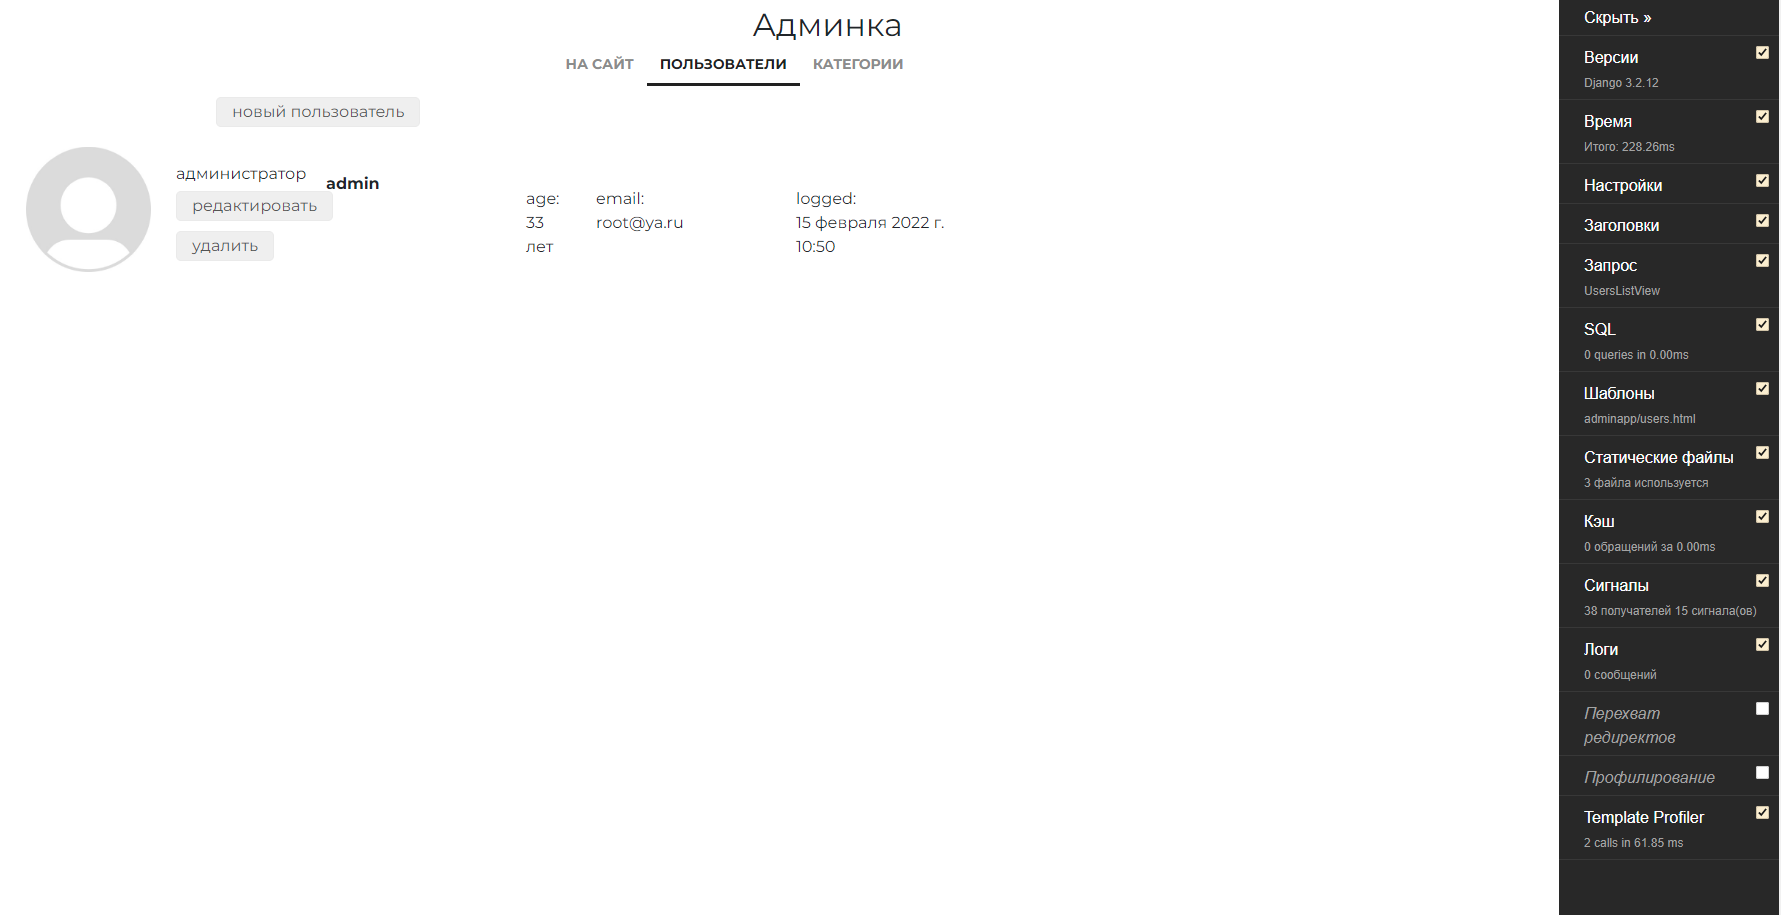 Админка
НА САЙТ ПОЛЬЗОВАТЕЛИ КАТЕГОРИИ
новый пользователь
администратор
admin
редактировать
удалить
age:
33
лет
email:
root@ya.ru
logged:
15 февраля 2022 г.
10:50
Скрыть »
Версии
Django 3.2.12
Время
Итого: 228.26ms
Настройки
Заголовки
Запрос
UsersListView
SQL
0 queries in 0.00ms
Шаблоны
adminapp/users.html
Статические файлы
3 файла используется
Кэш
0 обращений за 0.00ms
Сигналы
38 получателей 15 сигнала(ов)
Логи
0 сообщений
Перехват
редиректов
Профилирование
Template Profiler
2 calls in 61.85 ms